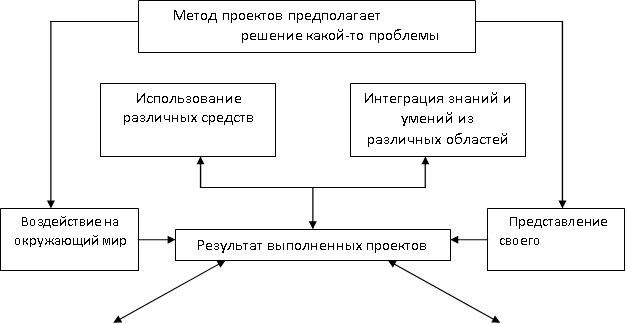 Метод проектов предполагает
решение какой-то проблемы
Использование
различных средств
Интеграция знаний и
умений из
различных областей
Воздействие на
окружающий мир
Результат выполненных проектов
Представление
своего